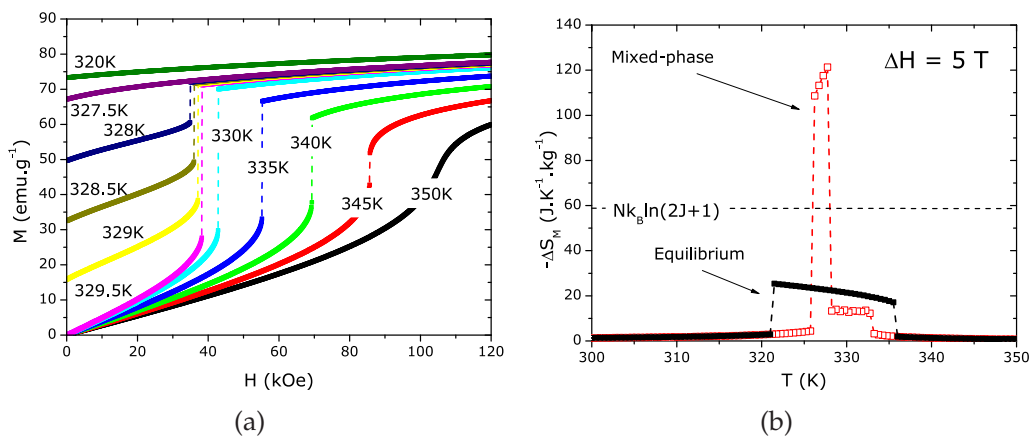 90
80
70
60
50
40
30
20
10
0
M (emu.g⁻¹)
320K
327.5K
328K
328.5K
329K
329.5K
330K
335K
340K
345K
350K
0 20 40 60 80 100 120
H (kOe)
(a)
140
120
100
80
60
40
20
0
-ΔS_M (J.K⁻¹.kg⁻¹)
Mixed-phase
ΔH = 5 T
Nk_Bln(2J+1)
Equilibrium
300 310 320 330 340 350
T (K)
(b)